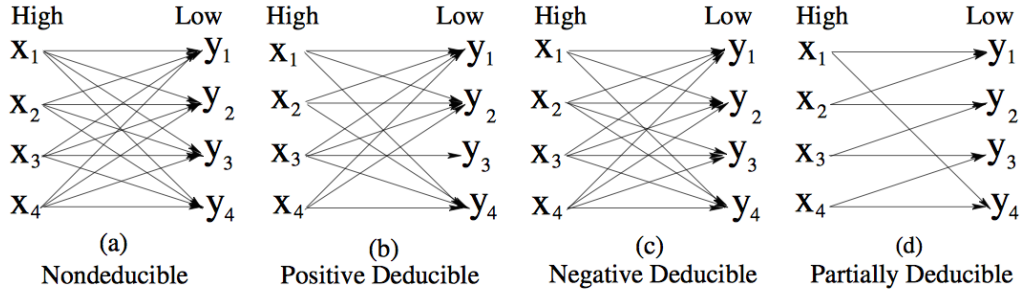 High Low High Low High Low High Low
x1 y1 x1 y1 x1 y1 x1 y1
x2 y2 x2 y2 x2 y2 x2 y2
x3 y3 x3 y3 x3 y3 x3 y3
x4 y4 x4 y4 x4 y4 x4 y4
(a) (b) (c) (d)
Nondeducible Positive Deducible Negative Deducible Partially Deducible